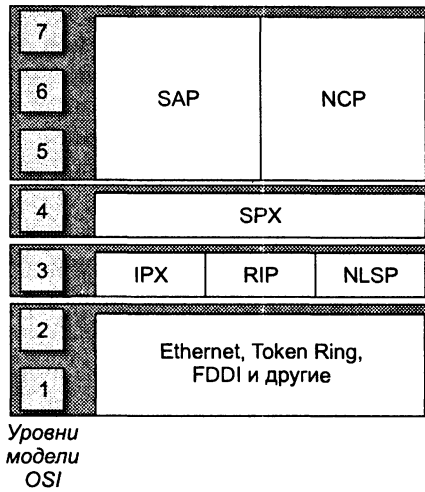 7
6
SAP NCP
5
4 SPX
3 IPX RIP NLSP
2
Ethernet, Token Ring,
FDDI и другие
1
Уровни
модели
OSI